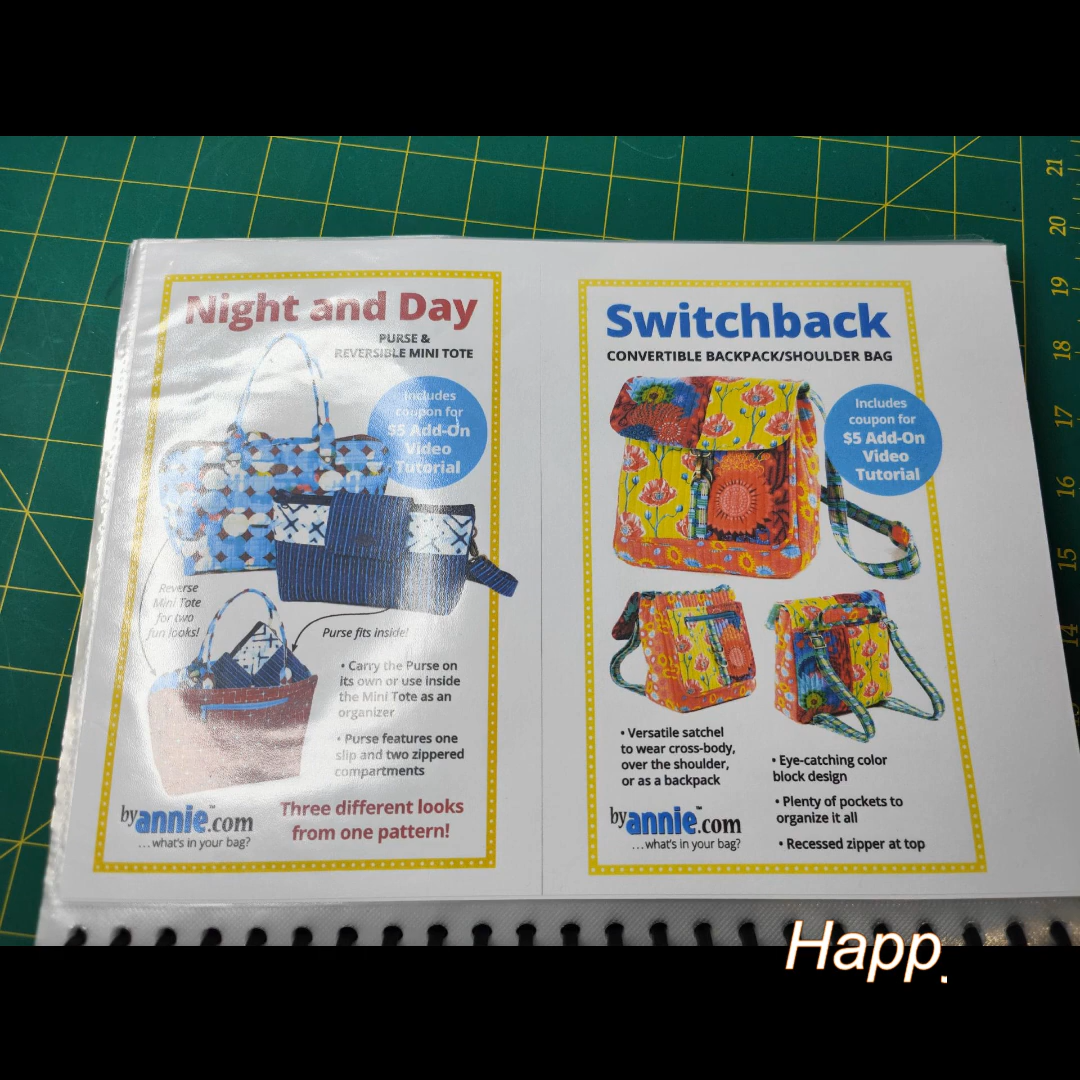 Night and Day
PURSE &
REVERSIBLE MINI TOTE
Includes
coupon for
$5 Add-On
Video
Tutorial
Reverse
Mini Tote
for two
fun looks!
Purse fits inside!
• Carry the Purse on
its own or use inside
the Mini Tote as an
organizer
• Purse features one
slip and two zippered
compartments
byannie.com™
...what's in your bag?
Three different looks
from one pattern!
Switchback
CONVERTIBLE BACKPACK/SHOULDER BAG
Includes
coupon for
$5 Add-On
Video
Tutorial
• Versatile satchel
to wear cross-body,
over the shoulder,
or as a backpack
• Eye-catching color
block design
• Plenty of pockets to
organize it all
• Recessed zipper at top
byannie.com™
...what's in your bag?
21
20
19
18
17
16
15
14
Happ